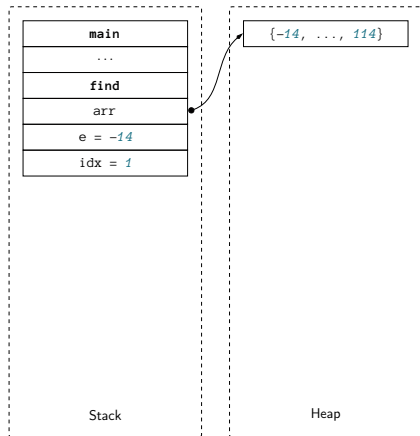 main
...
find
arr
e = -14
idx = 1
{-14, ..., 114}
Stack
Heap